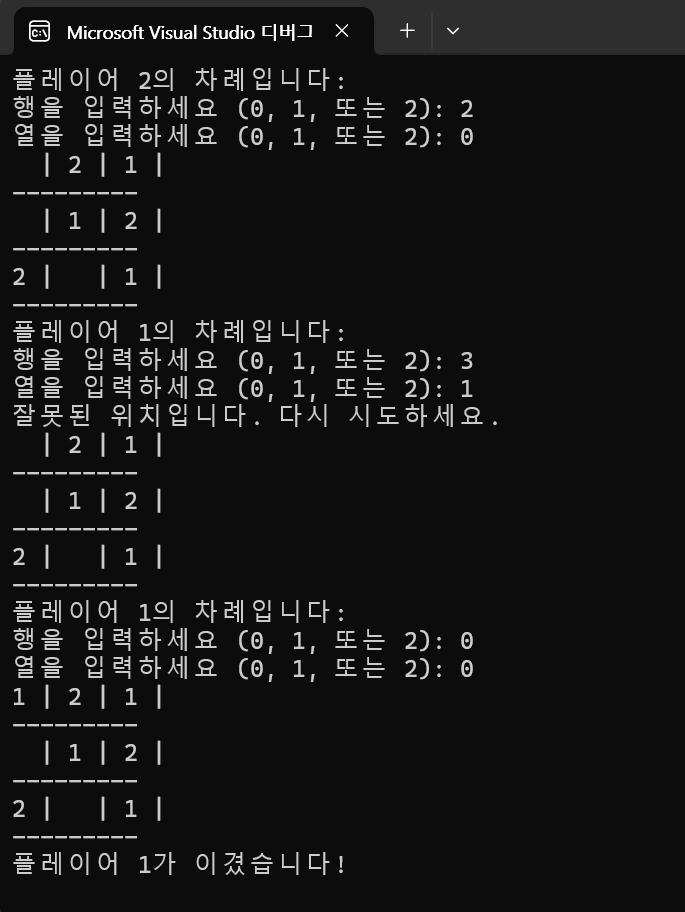 Microsoft Visual Studio 디버그
플레이어 2의 차례입니다:
행을 입력하세요 (0, 1, 또는 2): 2
열을 입력하세요 (0, 1, 또는 2): 0
  | 2 | 1 |
---------
  | 1 | 2 |
---------
2 |   | 1 |
---------
플레이어 1의 차례입니다:
행을 입력하세요 (0, 1, 또는 2): 3
열을 입력하세요 (0, 1, 또는 2): 1
잘못된 위치입니다. 다시 시도하세요.
  | 2 | 1 |
---------
  | 1 | 2 |
---------
2 |   | 1 |
---------
플레이어 1의 차례입니다:
행을 입력하세요 (0, 1, 또는 2): 0
열을 입력하세요 (0, 1, 또는 2): 0
1 | 2 | 1 |
---------
  | 1 | 2 |
---------
2 |   | 1 |
---------
플레이어 1가 이겼습니다!